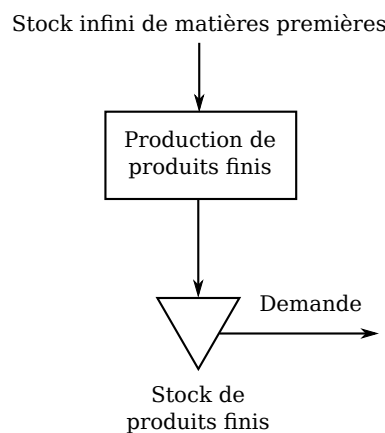 Stock infini de matières premières
Production de
produits finis
Demande
Stock de
produits finis